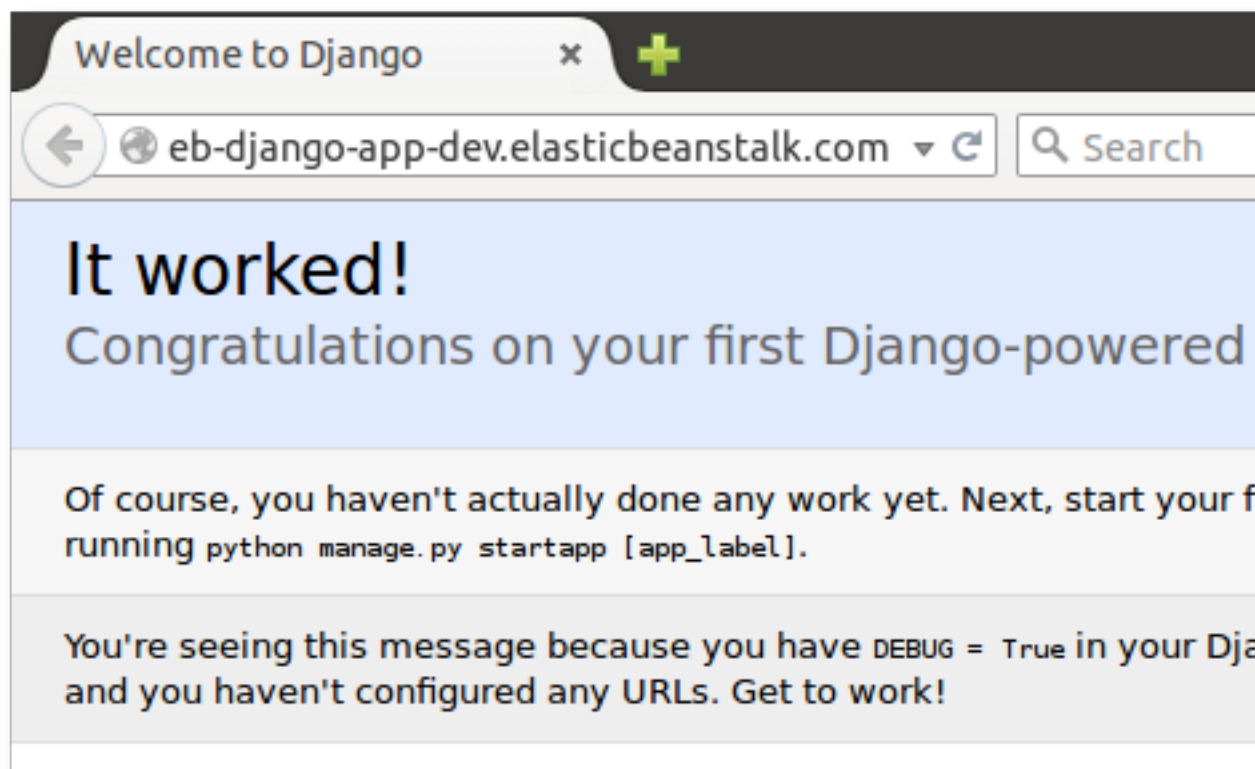 Welcome to Django
eb-django-app-dev.elasticbeanstalk.com
Search
It worked!
Congratulations on your first Django-powered
Of course, you haven't actually done any work yet. Next, start your f
running python manage.py startapp [app_label].
You're seeing this message because you have DEBUG = True in your Dja
and you haven't configured any URLs. Get to work!